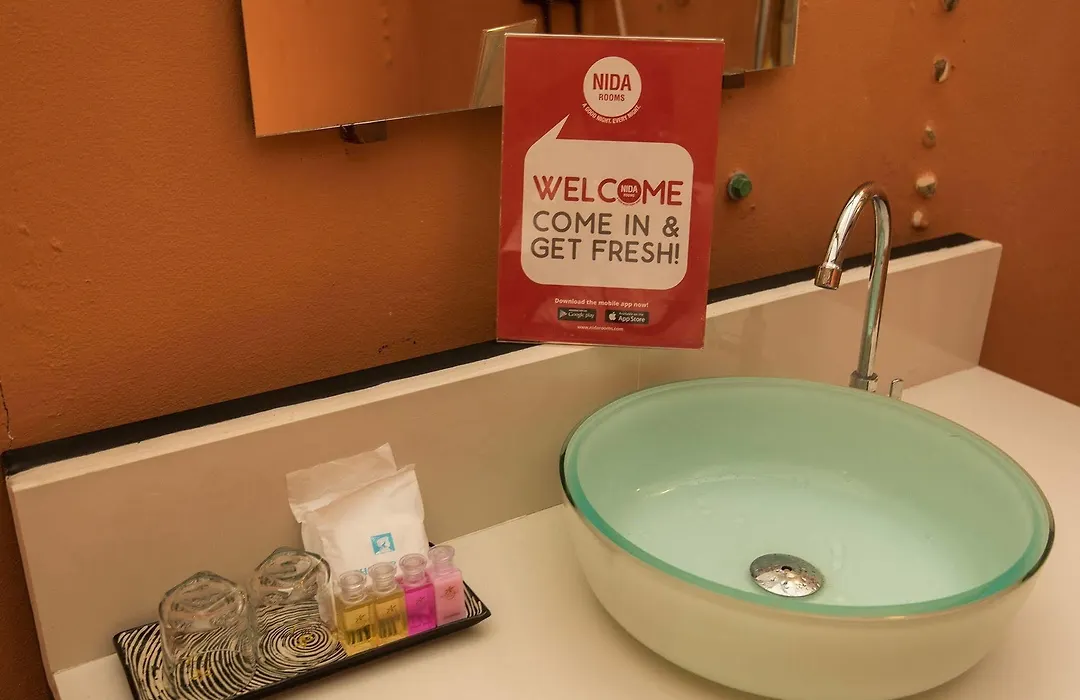 NIDA
ROOMS
A GOOD NIGHT, EVERY NIGHT.
WELCOME
NIDA
ROOMS
COME IN &
GET FRESH!
Download the mobile app now!
Google play
App Store
www.nidarooms.com